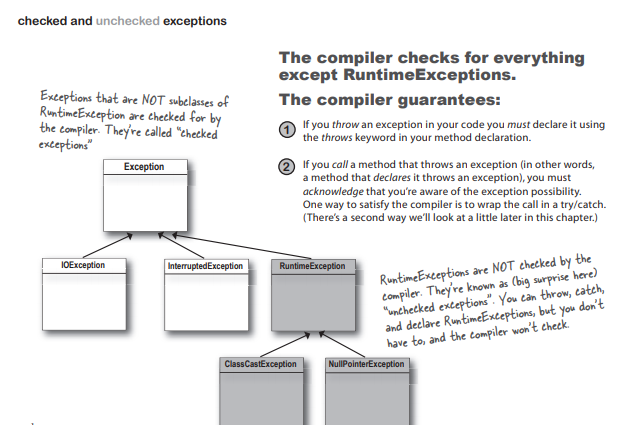 checked and unchecked exceptions
The compiler checks for everything
except RuntimeExceptions.
The compiler guarantees:
Exceptions that are NOT subclasses of
RuntimeException are checked for by
the compiler. They're called "checked
exceptions"
1 If you throw an exception in your code you must declare it using
the throws keyword in your method declaration.
2 If you call a method that throws an exception (in other words,
a method that declares it throws an exception), you must
acknowledge that you're aware of the exception possibility.
One way to satisfy the compiler is to wrap the call in a try/catch.
(There's a second way we'll look at a little later in this chapter.)
Exception
IOException
InterruptedException
RuntimeException
RuntimeExceptions are NOT checked by the
compiler. They're known as (big surprise here)
"unchecked exceptions". You can throw, catch,
and declare RuntimeExceptions, but you don't
have to, and the compiler won't check.
ClassCastException
NullPointerException